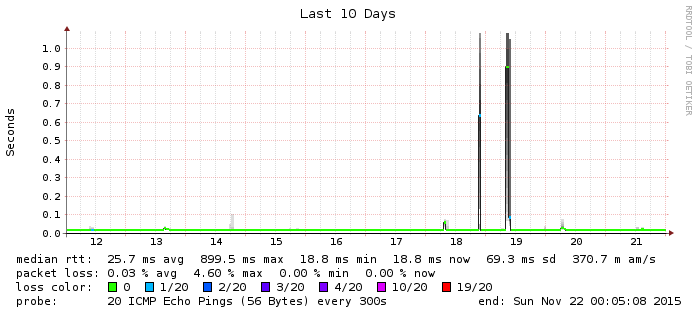 Last 10 Days
RRDTOOL / TOBI OETIKER
Seconds
1.0
0.9
0.8
0.7
0.6
0.5
0.4
0.3
0.2
0.1
0.0
12 13 14 15 16 17 18 19 20 21
median rtt: 25.7 ms avg 899.5 ms max 18.8 ms min 18.8 ms now 69.3 ms sd 370.7 m am/s
packet loss: 0.03 % avg 4.60 % max 0.00 % min 0.00 % now
loss color: 0 1/20 2/20 3/20 4/20 10/20 19/20
probe: 20 ICMP Echo Pings (56 Bytes) every 300s end: Sun Nov 22 00:05:08 2015